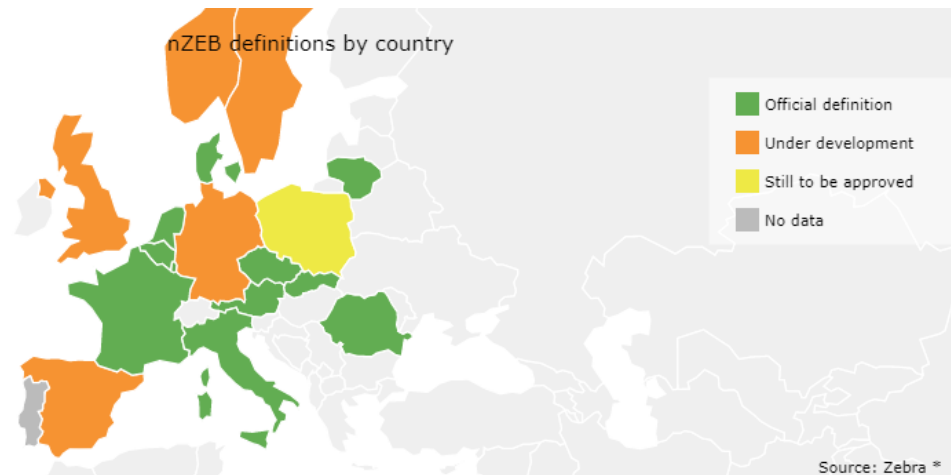 nZEB definitions by country
Official definition
Under development
Still to be approved
No data
Source: Zebra *